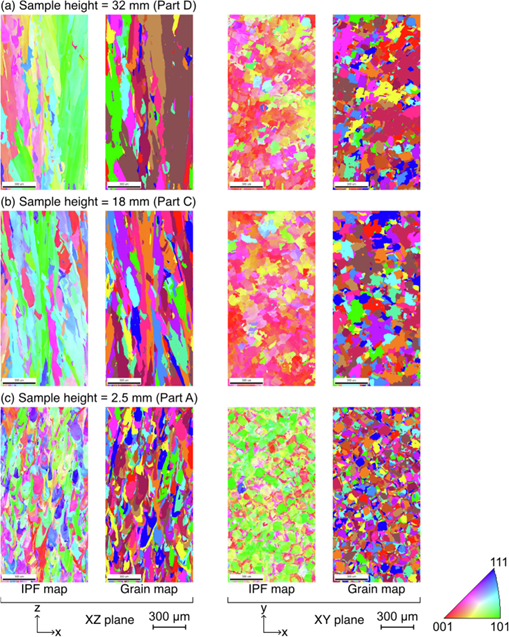 (a) Sample height = 32 mm (Part D)
(b) Sample height = 18 mm (Part C)
(c) Sample height = 2.5 mm (Part A)
IPF map Grain map IPF map Grain map
z
x
XZ plane
300 µm
y
x
XY plane
300 µm
111
001 101